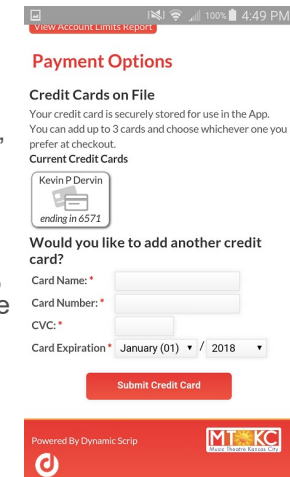 100% 4:49 PM
View Account Limits Report
Payment Options
Credit Cards on File
Your credit card is securely stored for use in the App.
You can add up to 3 cards and choose whichever one you
prefer at checkout.
Current Credit Cards
Kevin P Dervin
ending in 6571
Would you like to add another credit
card?
Card Name: *
Card Number: *
CVC: *
Card Expiration * January (01) / 2018
Submit Credit Card
Powered By Dynamic Scrip
MTKC
Music Theatre Kansas City